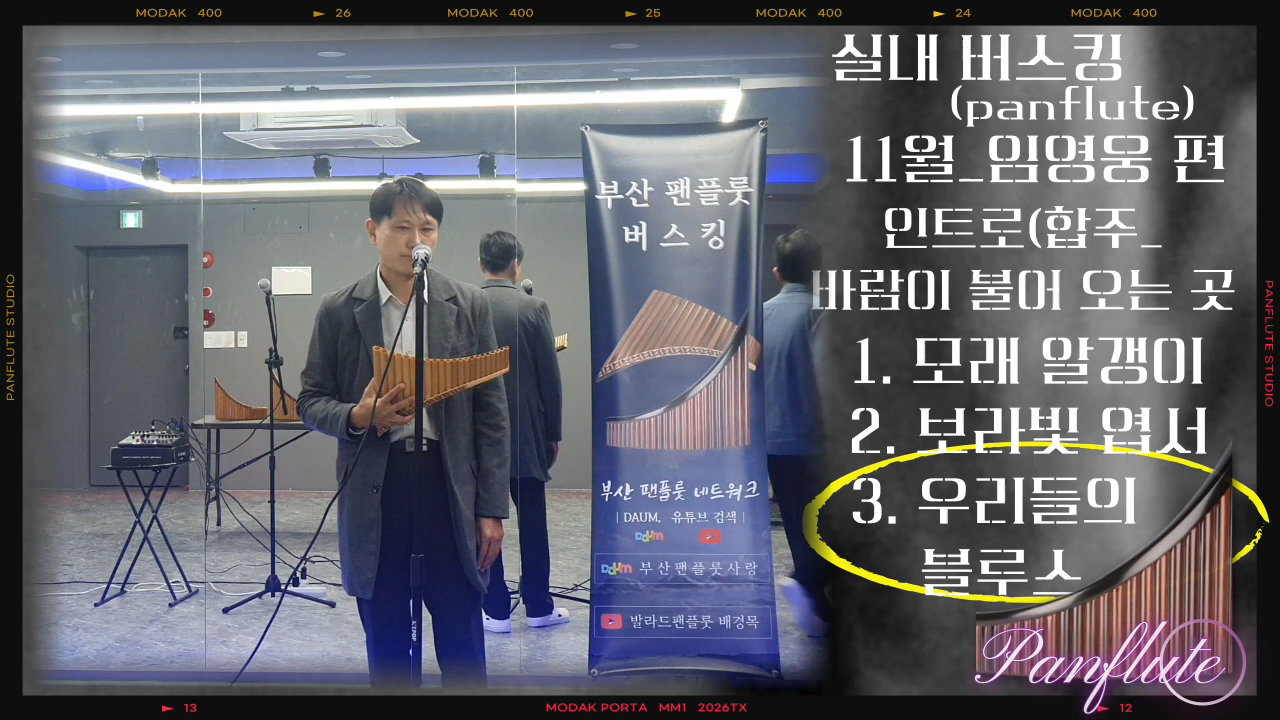 MODAK 400 ► 26 MODAK 400 ► 25 MODAK 400 ► 24 MODAK 400
PANFLUTE STUDIO
부산 팬플룻
버스킹
부산 팬플룻 네트워크
| DAUM, 유튜브 검색 |
Daum
Daum 부산팬플룻사랑
발라드팬플룻 배경목
실내 버스킹
(panflute)
11월_임영웅 편
인트로(합주_
바람이 불어 오는 곳
1. 모래 알갱이
2. 보라빛 엽서
3. 우리들의
블루스
Panflute
PANFLUTE STUDIO
► 13 MODAK PORTA MM1 2026TX ► 12